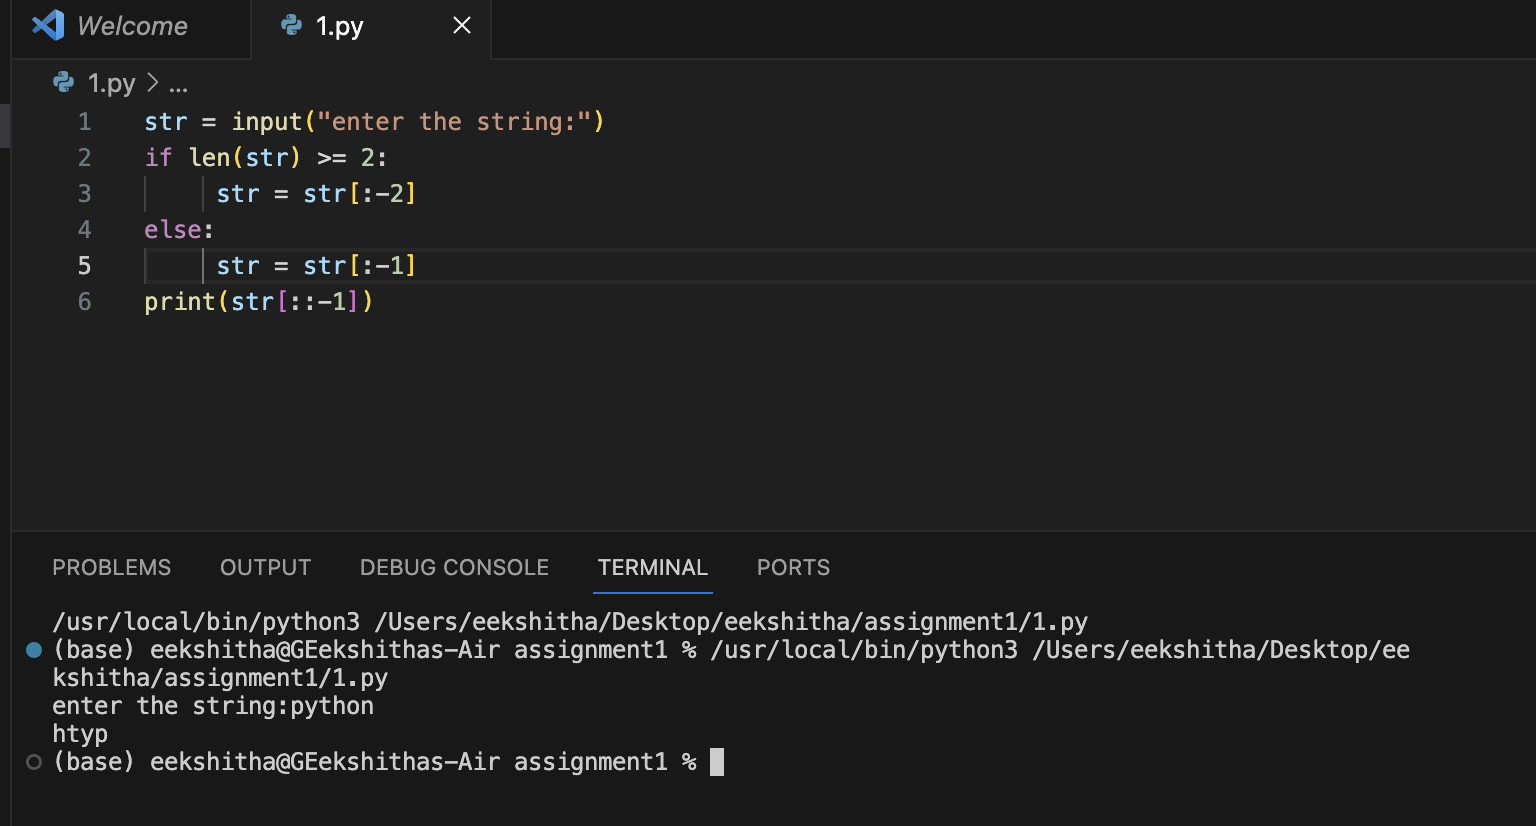 Welcome
1.py
1.py > ...
1 str = input("enter the string:")
2 if len(str) >= 2:
3 str = str[:-2]
4 else:
5 str = str[:-1]
6 print(str[::-1])
PROBLEMS OUTPUT DEBUG CONSOLE TERMINAL PORTS
/usr/local/bin/python3 /Users/eekshitha/Desktop/eekshitha/assignment1/1.py
(base) eekshitha@GEekshithas-Air assignment1 % /usr/local/bin/python3 /Users/eekshitha/Desktop/ee
kshitha/assignment1/1.py
enter the string:python
htyp
(base) eekshitha@GEekshithas-Air assignment1 %